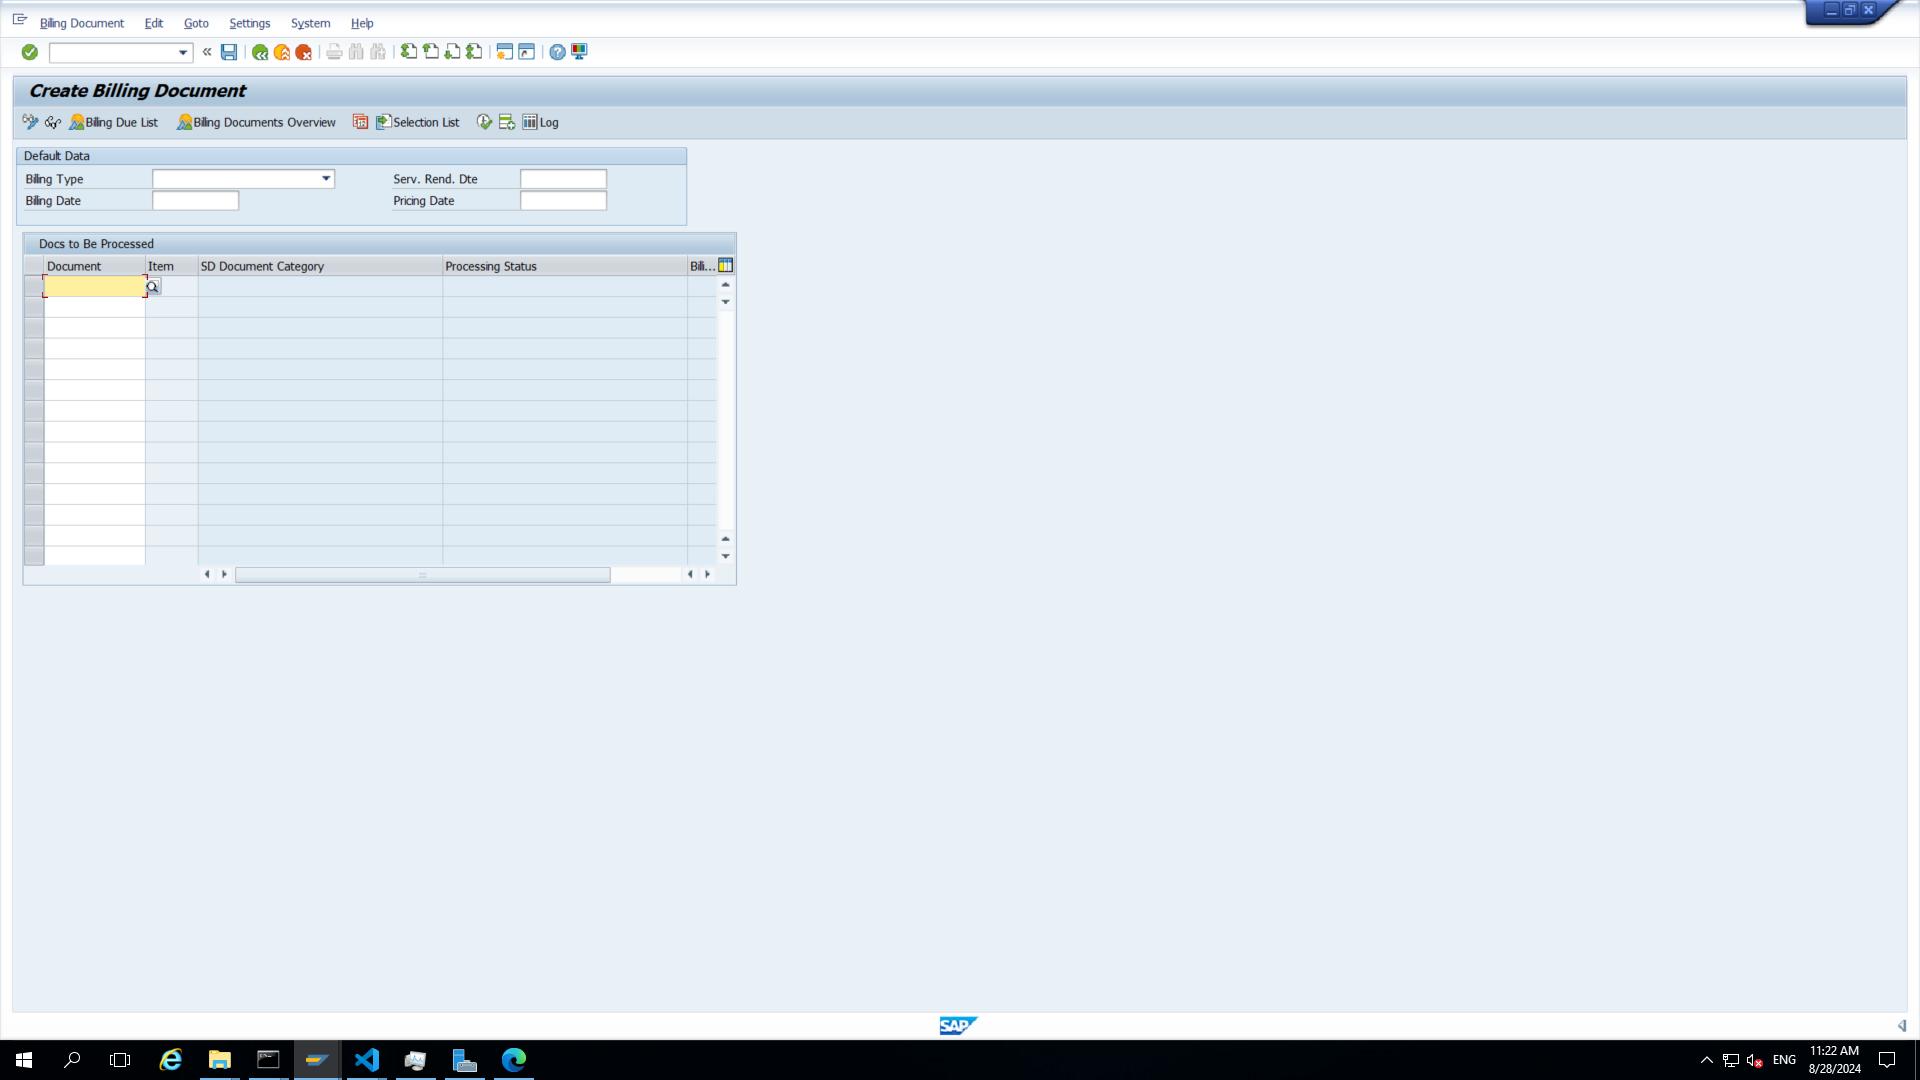 Billing Document Edit Goto Settings System Help
Create Billing Document
Billing Due List Billing Documents Overview Selection List Log
Default Data
Billing Type Serv. Rend. Dte
Billing Date Pricing Date
Docs to Be Processed
Document Item SD Document Category Processing Status Bili...
SAP
ENG 11:22 AM
8/28/2024